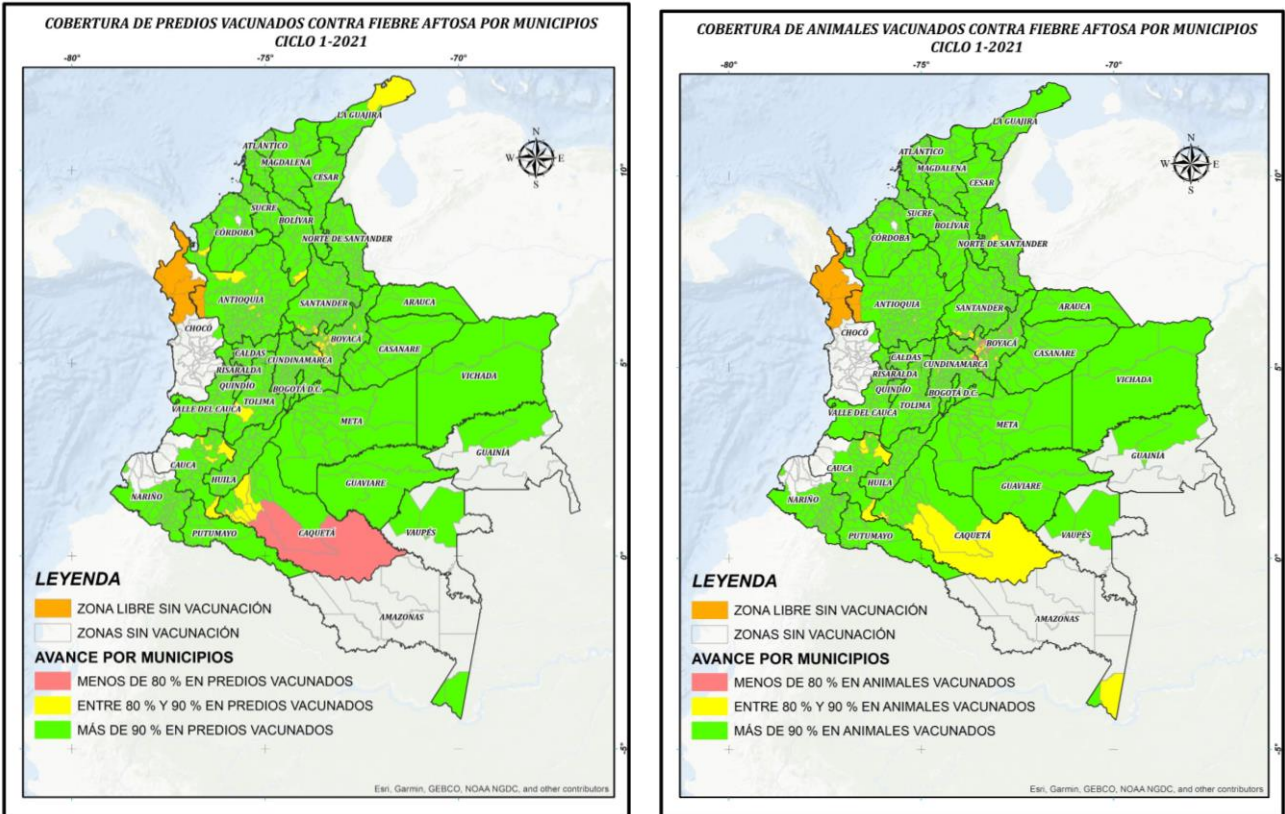 COBERTURA DE PREDIOS VACUNADOS CONTRA FIEBRE AFTOSA POR MUNICIPIOS
CICLO 1-2021
-80°
-75°
-70°
N
W
E
S
10°
5°
0°
-5°
LA GUAJIRA
ATLÁNTICO
MAGDALENA
CESAR
SUCRE
BOLÍVAR
CÓRDOBA
NORTE DE SANTANDER
ANTIOQUIA
SANTANDER
ARAUCA
CHOCÓ
BOYACÁ
CASANARE
CALDAS
CUNDINAMARCA
RISARALDA
VICHADA
QUINDÍO
BOGOTÁ D.C.
TOLIMA
VALLE DEL CAUCA
META
GUAINÍA
CAUCA
HUILA
GUAVIARE
NARIÑO
VAUPÉS
PUTUMAYO
CAQUETÁ
AMAZONAS
LEYENDA
ZONA LIBRE SIN VACUNACIÓN
ZONAS SIN VACUNACIÓN
AVANCE POR MUNICIPIOS
MENOS DE 80 % EN PREDIOS VACUNADOS
ENTRE 80 % Y 90 % EN PREDIOS VACUNADOS
MÁS DE 90 % EN PREDIOS VACUNADOS
Esri, Garmin, GEBCO, NOAA NGDC, and other contributors
COBERTURA DE ANIMALES VACUNADOS CONTRA FIEBRE AFTOSA POR MUNICIPIOS
CICLO 1-2021
-80°
-75°
-70°
N
W
E
S
10°
5°
0°
-5°
LA GUAJIRA
ATLÁNTICO
MAGDALENA
CESAR
SUCRE
BOLÍVAR
CÓRDOBA
NORTE DE SANTANDER
ANTIOQUIA
SANTANDER
ARAUCA
CHOCÓ
BOYACÁ
CASANARE
CALDAS
CUNDINAMARCA
RISARALDA
VICHADA
QUINDÍO
BOGOTÁ D.C.
TOLIMA
VALLE DEL CAUCA
META
GUAINÍA
CAUCA
HUILA
GUAVIARE
NARIÑO
VAUPÉS
PUTUMAYO
CAQUETÁ
AMAZONAS
LEYENDA
ZONA LIBRE SIN VACUNACIÓN
ZONAS SIN VACUNACIÓN
AVANCE POR MUNICIPIOS
MENOS DE 80 % EN ANIMALES VACUNADOS
ENTRE 80 % Y 90 % EN ANIMALES VACUNADOS
MÁS DE 90 % EN ANIMALES VACUNADOS
Esri, Garmin, GEBCO, NOAA NGDC, and other contributors